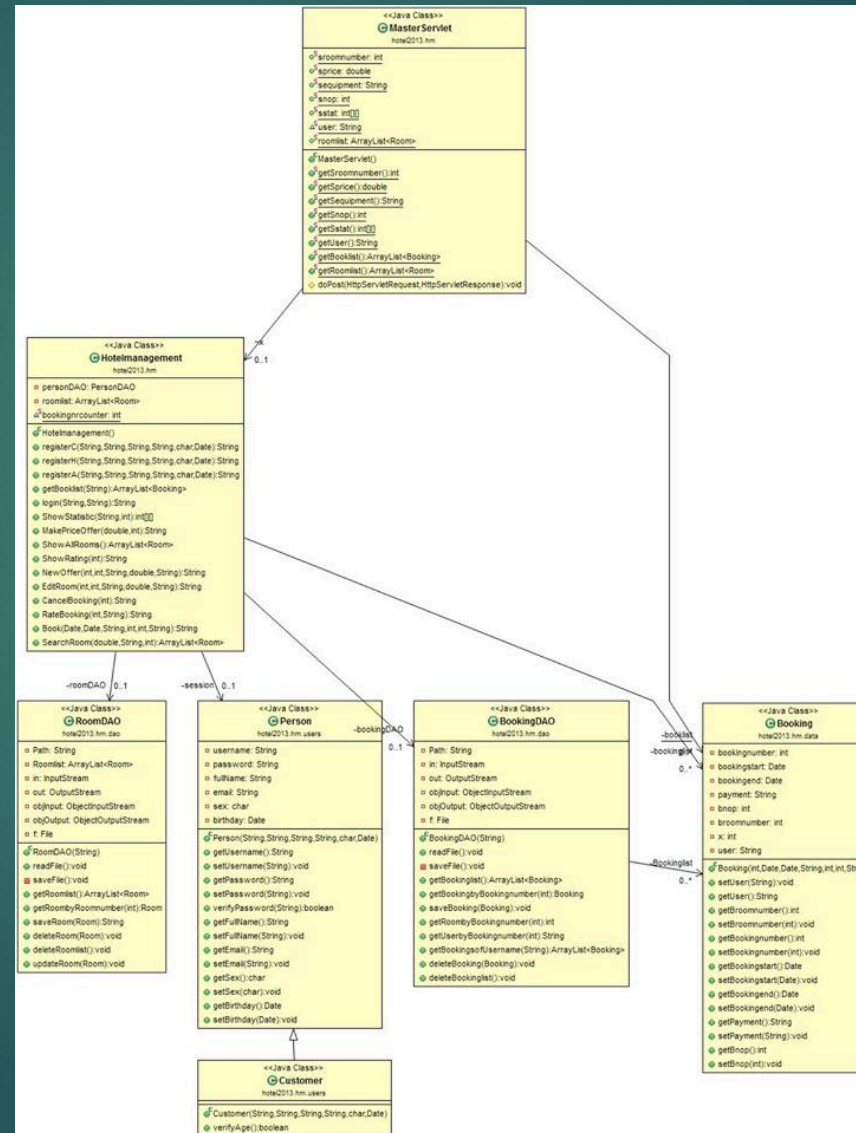 <<Java Class>>
MasterServlet
hotel2013.hm
sroomnumber: int
sprice: double
sequipment: String
snop: int
sstat: int[][]
user: String
roomlist: ArrayList<Room>
MasterServlet()
getSroomnumber():int
getSprice():double
getSequipment():String
getSnop():int
getSstat():int[][]
getUser():String
getBooklist():ArrayList<Booking>
getRoomlist():ArrayList<Room>
doPost(HttpServletRequest,HttpServletResponse):void
~x
0..1
<<Java Class>>
Hotelmanagement
hotel2013.hm
personDAO: PersonDAO
roomlist: ArrayList<Room>
bookingnrcounter: int
Hotelmanagement()
registerC(String,String,String,String,char,Date):String
registerH(String,String,String,String,char,Date):String
registerA(String,String,String,String,char,Date):String
getBooklist(String):ArrayList<Booking>
login(String,String):String
ShowStatistic(String,int):int[][]
MakePriceOffer(double,int):String
ShowAllRooms():ArrayList<Room>
ShowRating(int):String
NewOffer(int,int,String,double,String):String
EditRoom(int,int,String,double,String):String
CancelBooking(int):String
RateBooking(int,String):String
Book(Date,Date,String,int,int,String):String
SearchRoom(double,String,int):ArrayList<Room>
-roomDAO 0..1
-session 0..1
-bookingDAO
0..1
-booklist
0..*
<<Java Class>>
RoomDAO
hotel2013.hm.dao
Path: String
Roomlist: ArrayList<Room>
in: InputStream
out: OutputStream
objInput: ObjectInputStream
objOutput: ObjectOutputStream
f: File
RoomDAO(String)
readFile():void
saveFile():void
getRoomlist():ArrayList<Room>
getRoombyRoomnumber(int):Room
saveRoom(Room):String
deleteRoom(Room):void
deleteRoomlist():void
updateRoom(Room):void
<<Java Class>>
Person
hotel2013.hm.users
username: String
password: String
fullName: String
email: String
sex: char
birthday: Date
Person(String,String,String,String,char,Date)
getUsername():String
setUsername(String):void
getPassword():String
setPassword(String):void
verifyPassword(String):boolean
getFullName():String
setFullName(String):void
getEmail():String
setEmail(String):void
getSex():char
setSex(char):void
getBirthday():Date
setBirthday(Date):void
<<Java Class>>
BookingDAO
hotel2013.hm.dao
Path: String
in: InputStream
out: OutputStream
objInput: ObjectInputStream
objOutput: ObjectOutputStream
f: File
BookingDAO(String)
readFile():void
saveFile():void
getBookinglist():ArrayList<Booking>
getBookingbyBookingnumber(int):Booking
saveBooking(Booking):void
getRoombyBookingnumber(int):int
getUserbyBookingnumber(int):String
getBookingsofUsername(String):ArrayList<Booking>
deleteBooking(Booking):void
deleteBookinglist():void
-Bookinglist
0..*
<<Java Class>>
Booking
hotel2013.hm.data
bookingnumber: int
bookingstart: Date
bookingend: Date
payment: String
bnop: int
broomnumber: int
x: int
user: String
Booking(int,Date,Date,String,int,int,Str
setUser(String):void
getUser():String
getBroomnumber():int
setBroomnumber(int):void
getBookingnumber():int
setBookingnumber(int):void
getBookingstart():Date
setBookingstart(Date):void
getBookingend():Date
setBookingend(Date):void
getPayment():String
setPayment(String):void
getBnop():int
setBnop(int):void
<<Java Class>>
Customer
hotel2013.hm.users
Customer(String,String,String,String,char,Date)
verifyAge():boolean